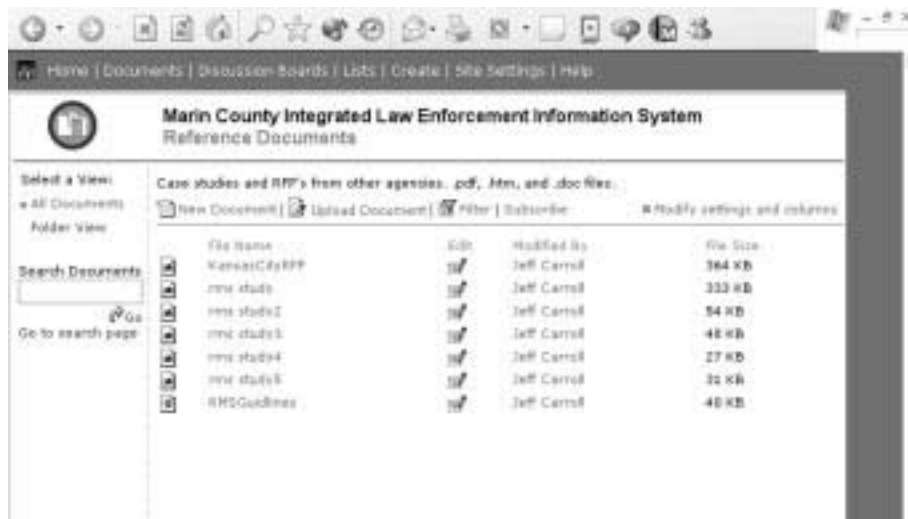 Home | Documents | Discussion Boards | Lists | Create | Site Settings | Help
Marin County Integrated Law Enforcement Information System
Reference Documents
Select a View:
All Documents
Folder View
Search Documents
Go
Go to search page
Case studies and RFP's from other agencies. .pdf, .htm, and .doc files.
New Document | Upload Document | Filter | Subscribe
Modify settings and columns
File Name Edit Modified By File Size
KansasCityRFP Jeff Carroll 364 KB
rms study Jeff Carroll 333 KB
rms study2 Jeff Carroll 54 KB
rms study3 Jeff Carroll 48 KB
rms study4 Jeff Carroll 27 KB
rms study5 Jeff Carroll 31 KB
RMSGuidlines Jeff Carroll 40 KB